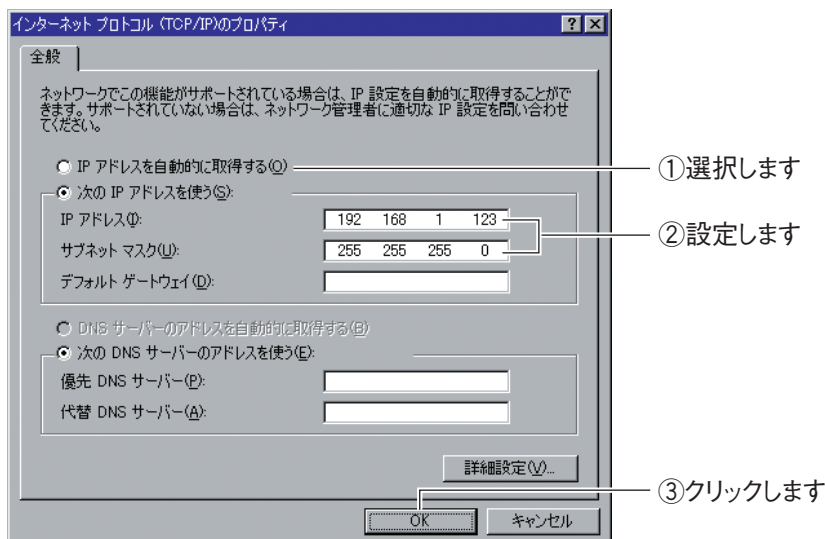 インターネット プロトコル (TCP/IP)のプロパティ
全般
ネットワークでこの機能がサポートされている場合は、IP 設定を自動的に取得することがで
きます。サポートされていない場合は、ネットワーク管理者に適切な IP 設定を問い合わせ
てください。
IP アドレスを自動的に取得する(O)
①選択します
次の IP アドレスを使う(S):
IP アドレス(I):
192 168 1 123
②設定します
サブネット マスク(U):
255 255 255 0
デフォルト ゲートウェイ(D):
DNS サーバーのアドレスを自動的に取得する(B)
次の DNS サーバーのアドレスを使う(E):
優先 DNS サーバー(P):
代替 DNS サーバー(A):
詳細設定(V)...
③クリックします
OK
キャンセル